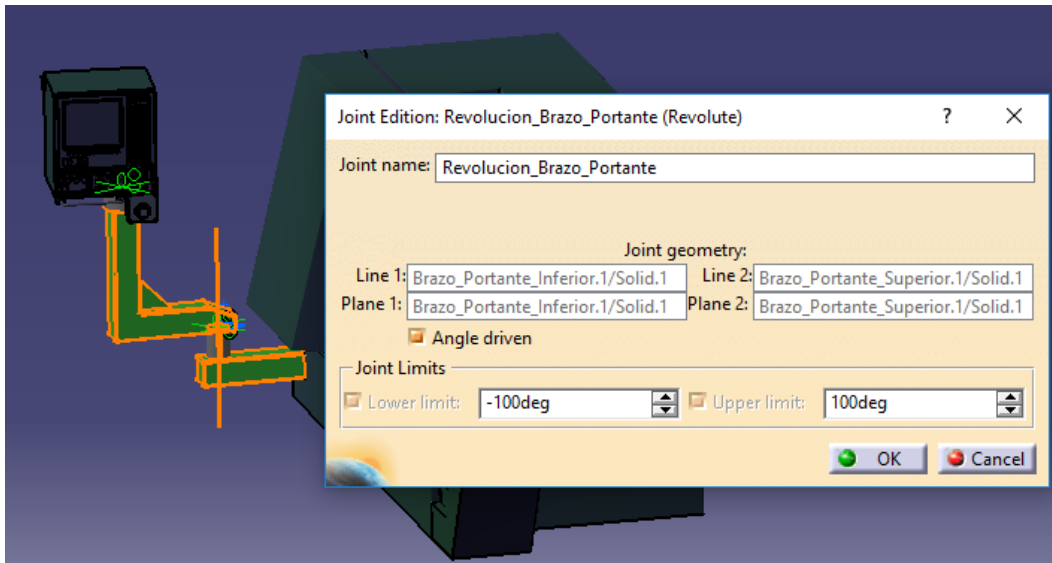 Joint Edition: Revolucion_Brazo_Portante (Revolute) ?
Joint name: Revolucion_Brazo_Portante
Joint geometry:
Line 1: Brazo_Portante_Inferior.1/Solid.1 Line 2: Brazo_Portante_Superior.1/Solid.1
Plane 1: Brazo_Portante_Inferior.1/Solid.1 Plane 2: Brazo_Portante_Superior.1/Solid.1
Angle driven
Joint Limits
Lower limit: -100deg Upper limit: 100deg
OK Cancel